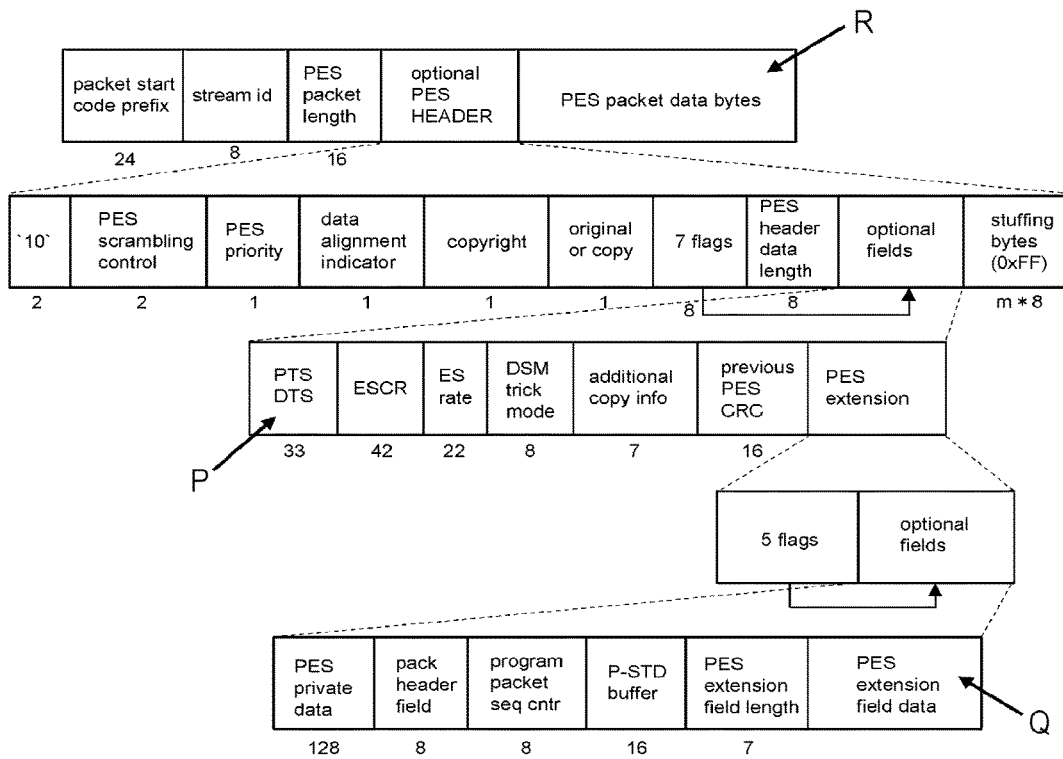 R
packet start
code prefix
stream id
PES
packet
length
optional
PES
HEADER
PES packet data bytes
24
8
16
`10`
PES
scrambling
control
PES
priority
data
alignment
indicator
copyright
original
or copy
7 flags
PES
header
data
length
optional
fields
stuffing
bytes
(0xFF)
2
2
1
1
1
1
8
8
m * 8
PTS
DTS
ESCR
ES
rate
DSM
trick
mode
additional
copy info
previous
PES
CRC
PES
extension
33
42
22
8
7
16
P
5 flags
optional
fields
PES
private
data
pack
header
field
program
packet
seq cntr
P-STD
buffer
PES
extension
field length
PES
extension
field data
128
8
8
16
7
Q